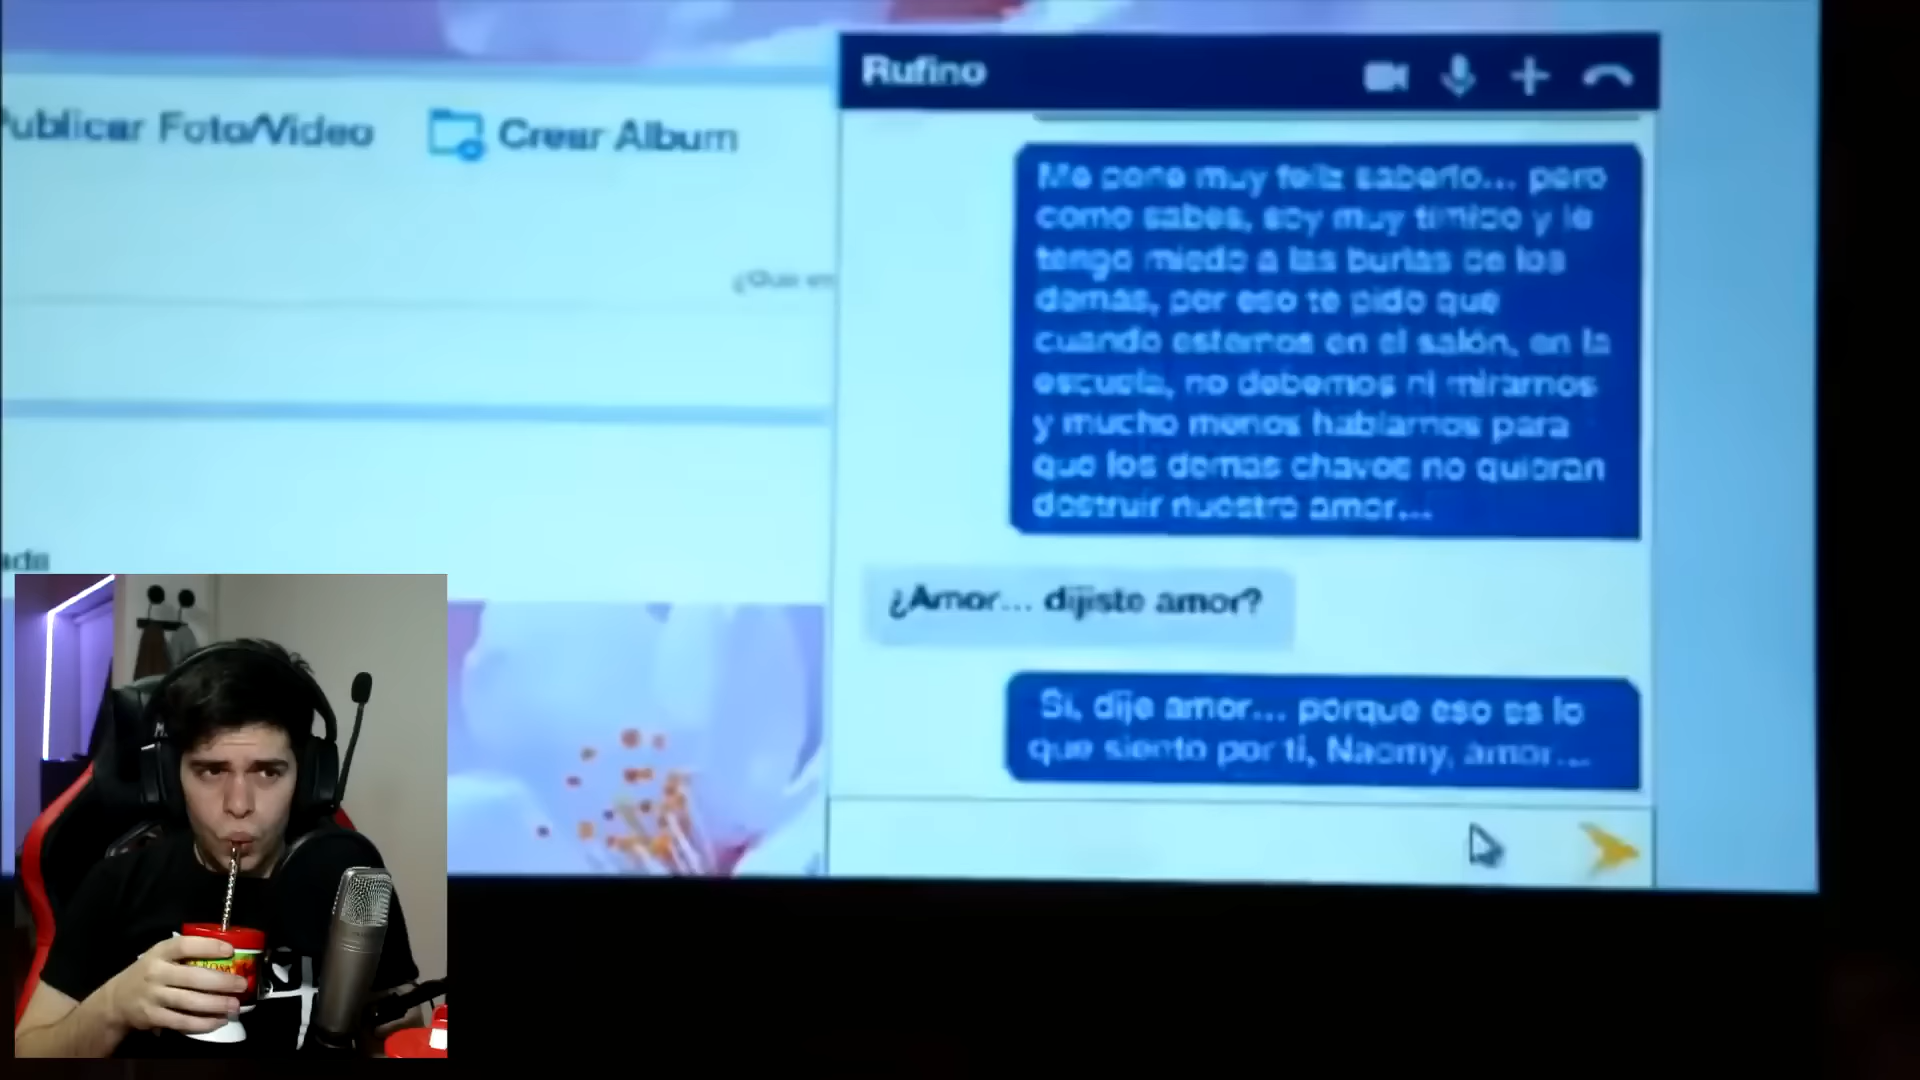 Publicar Foto/Video
Crear Album
Rufino
Me pone muy feliz saberlo... pero
como sabes, soy muy timido y le
tengo miedo a las burlas de los
demás, por eso te pido que
cuando estemos en el salón, en la
escuela, no debemos ni mirarnos
y mucho menos hablarnos para
que los demas chavos no quieran
destruir nuestro amor...
¿Amor... dijiste amor?
Si, dije amor... porque eso es lo
que siento por ti, Naomy, amor...